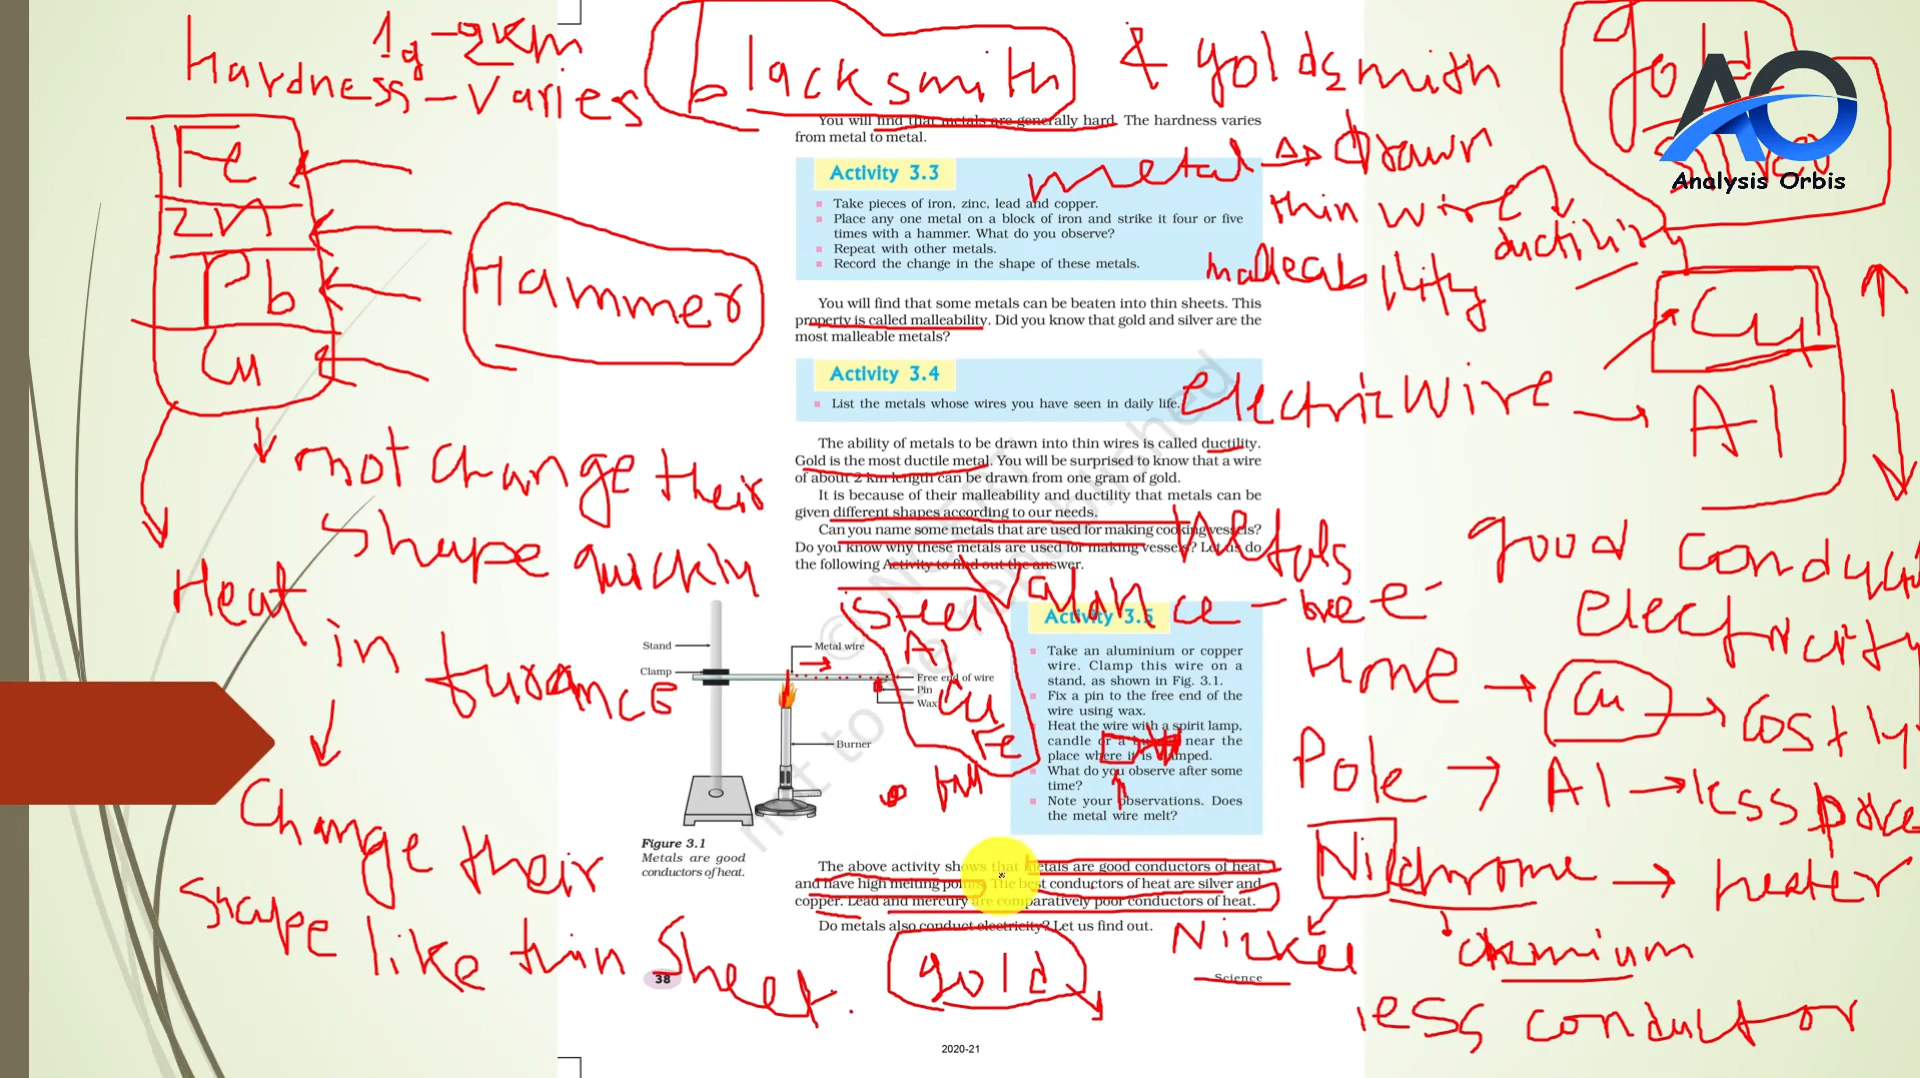 1g-2km
Hardness-Varies
blacksmith & goldsmith
gold
AO
Analysis Orbis
You will find that metals are generally hard. The hardness varies
from metal to metal.
Activity 3.3
Take pieces of iron, zinc, lead and copper.
Place any one metal on a block of iron and strike it four or five
times with a hammer. What do you observe?
Repeat with other metals.
Record the change in the shape of these metals.
metal → Drawn
thin wire
ductility
malleability
Fe
Zn
Pb
Cu
Hammer
You will find that some metals can be beaten into thin sheets. This
property is called malleability. Did you know that gold and silver are the
most malleable metals?
Activity 3.4
List the metals whose wires you have seen in daily life.
Electric wire →
Cu
Al
The ability of metals to be drawn into thin wires is called ductility.
Gold is the most ductile metal. You will be surprised to know that a wire
of about 2 km length can be drawn from one gram of gold.
It is because of their malleability and ductility that metals can be
given different shapes according to our needs.
Can you name some metals that are used for making cooking vessels?
Do you know why these metals are used for making vessels? Let us do
the following Activity to find out the answer.
not change their
shape quickly
Heat
in
furance
Change their
Shape like thin Sheet.
Steel
Al
Cu
Fe
Metals good
electricity
Home → Cu → Costly
Pole → Al → less
Nichrome → heater
Nickel
less conductor
Stand
Clamp
Metal wire
Free end of wire
Pin
Wax
Burner
Figure 3.1
Metals are good
conductors of heat.
Activity 3.5
Take an aluminium or copper
wire. Clamp this wire on a
stand, as shown in Fig. 3.1.
Fix a pin to the free end of the
wire using wax.
Heat the wire with a spirit lamp,
candle or a near the
place where it is clamped.
What do you observe after some
time?
Note your observations. Does
the metal wire melt?
The above activity shows that metals are good conductors of heat
and have high melting points. The best conductors of heat are silver and
copper. Lead and mercury are comparatively poor conductors of heat.
Do metals also conduct electricity? Let us find out.
gold
38
Science
2020-21